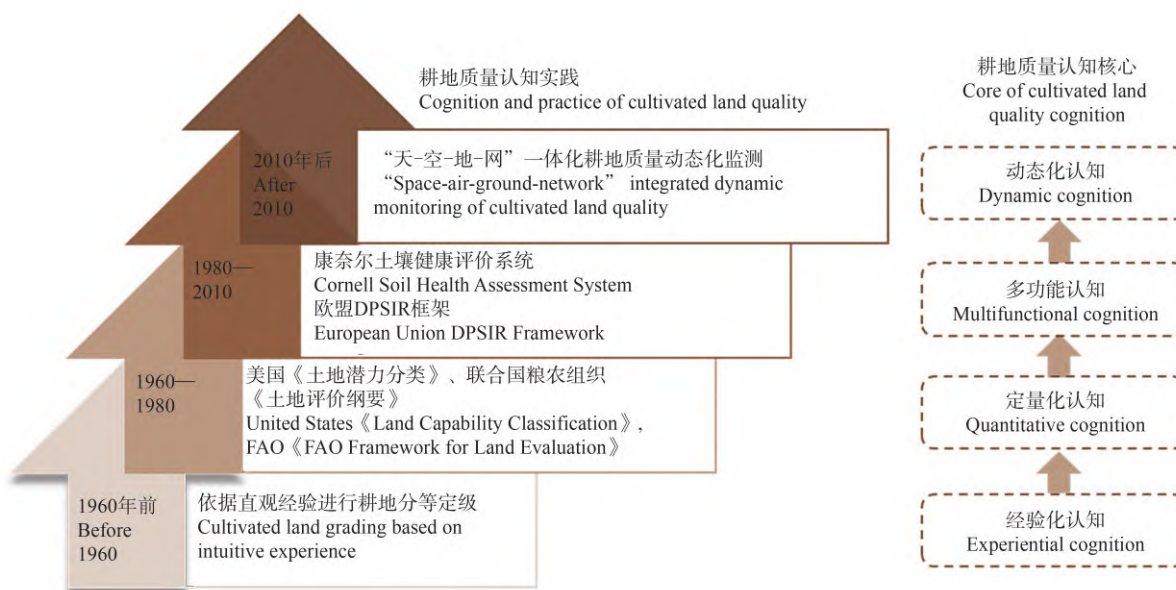 耕地质量认知实践
Cognition and practice of cultivated land quality
2010年后
After
2010
“天-空-地-网”一体化耕地质量动态化监测
“Space-air-ground-network” integrated dynamic
monitoring of cultivated land quality
1980—
2010
康奈尔土壤健康评价系统
Cornell Soil Health Assessment System
欧盟DPSIR框架
European Union DPSIR Framework
1960—
1980
美国《土地潜力分类》、联合国粮农组织
《土地评价纲要》
United States《Land Capability Classification》,
FAO《FAO Framework for Land Evaluation》
1960年前
Before
1960
依据直观经验进行耕地分等定级
Cultivated land grading based on
intuitive experience
耕地质量认知核心
Core of cultivated land
quality cognition
动态化认知
Dynamic cognition
多功能认知
Multifunctional cognition
定量化认知
Quantitative cognition
经验化认知
Experiential cognition